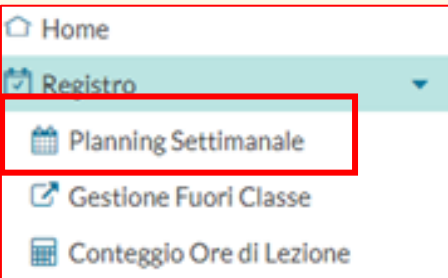 Home
Registro
Planning Settimanale
Gestione Fuori Classe
Conteggio Ore di Lezione